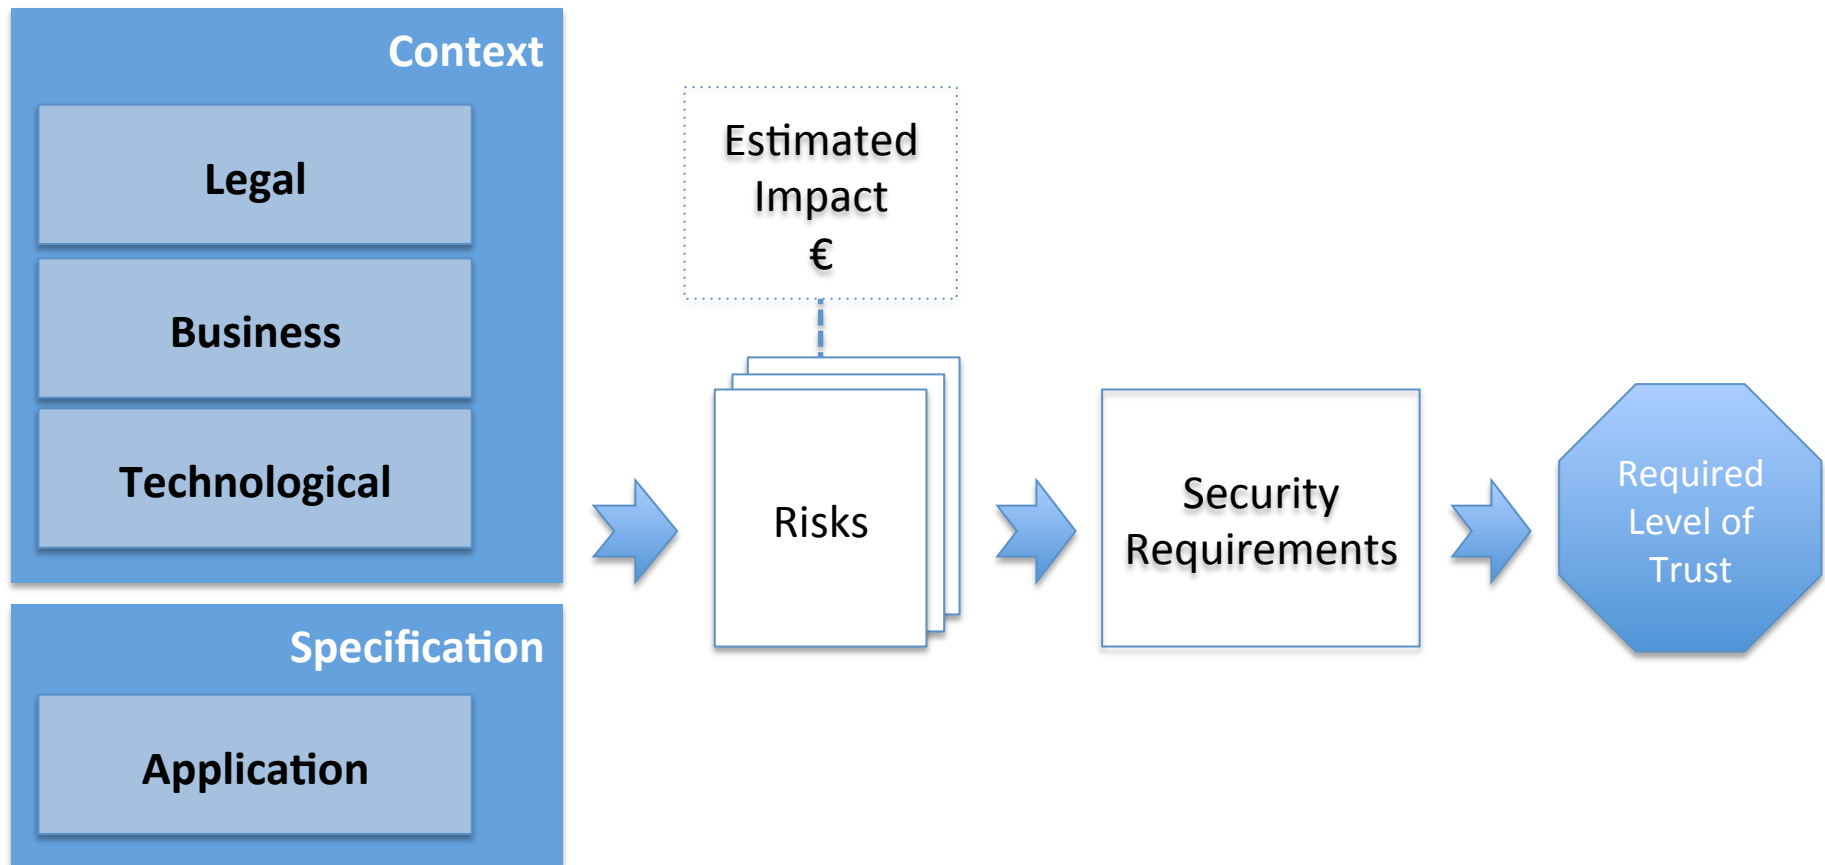 Context
Legal
Business
Technological
Specification
Application
Estimated
Impact
€
Risks
Security
Requirements
Required
Level of
Trust